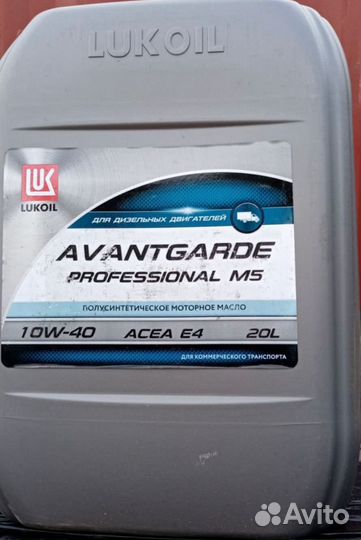 LUKOIL
LUK
LUKOIL
ДЛЯ ДИЗЕЛЬНЫХ ДВИГАТЕЛЕЙ
AVANTGARDE
PROFESSIONAL M5
ПОЛУСИНТЕТИЧЕСКОЕ МОТОРНОЕ МАСЛО
10W-40 ACEA E4 20L
ДЛЯ КОММЕРЧЕСКОГО ТРАНСПОРТА
Avito